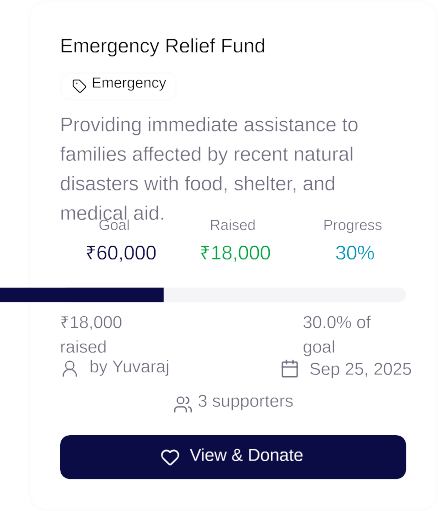 Emergency Relief Fund
Emergency
Providing immediate assistance to
families affected by recent natural
disasters with food, shelter, and
medical aid.
Goal Raised Progress
₹60,000 ₹18,000 30%
₹18,000 30.0% of
raised goal
by Yuvaraj Sep 25, 2025
3 supporters
View & Donate